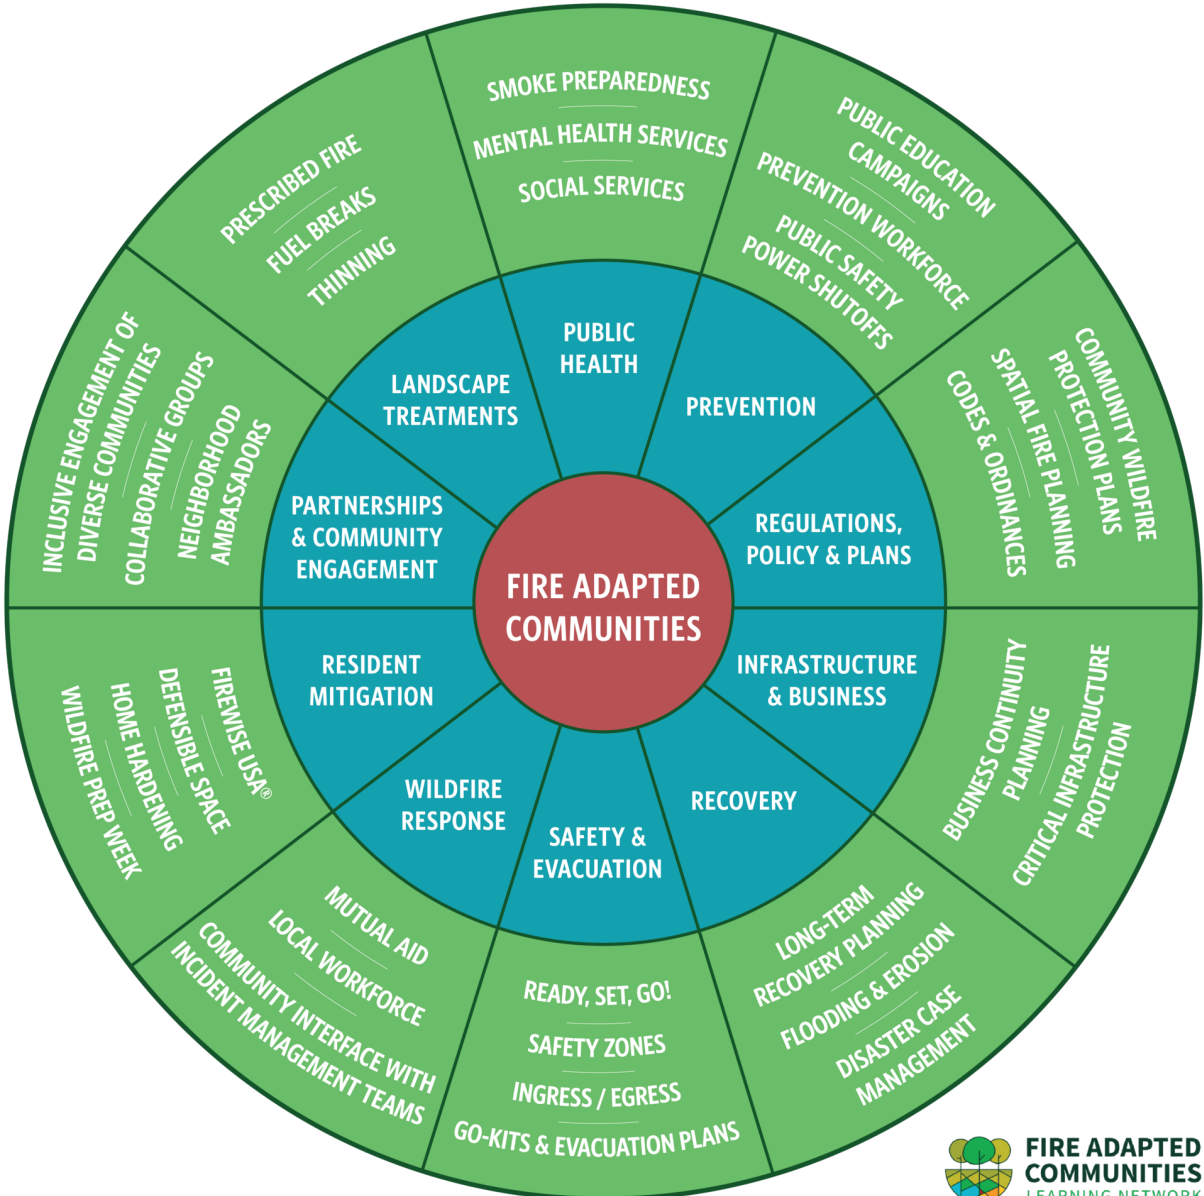 FIRE ADAPTED
COMMUNITIES
PUBLIC
HEALTH
SMOKE PREPAREDNESS
MENTAL HEALTH SERVICES
SOCIAL SERVICES
PREVENTION
PUBLIC EDUCATION
CAMPAIGNS
PREVENTION WORKFORCE
PUBLIC SAFETY
POWER SHUTOFFS
REGULATIONS,
POLICY & PLANS
COMMUNITY WILDFIRE
PROTECTION PLANS
SPATIAL FIRE PLANNING
CODES & ORDINANCES
INFRASTRUCTURE
& BUSINESS
BUSINESS CONTINUITY
PLANNING
CRITICAL INFRASTRUCTURE
PROTECTION
RECOVERY
LONG-TERM
RECOVERY PLANNING
FLOODING & EROSION
DISASTER CASE
MANAGEMENT
SAFETY &
EVACUATION
READY, SET, GO!
SAFETY ZONES
INGRESS / EGRESS
GO-KITS & EVACUATION PLANS
WILDFIRE
RESPONSE
MUTUAL AID
LOCAL WORKFORCE
COMMUNITY INTERFACE WITH
INCIDENT MANAGEMENT TEAMS
RESIDENT
MITIGATION
FIREWISE USA®
DEFENSIBLE SPACE
HOME HARDENING
WILDFIRE PREP WEEK
PARTNERSHIPS
& COMMUNITY
ENGAGEMENT
INCLUSIVE ENGAGEMENT OF
DIVERSE COMMUNITIES
COLLABORATIVE GROUPS
NEIGHBORHOOD
AMBASSADORS
LANDSCAPE
TREATMENTS
PRESCRIBED FIRE
FUEL BREAKS
THINNING
FIRE ADAPTED
COMMUNITIES
LEARNING NETWORK